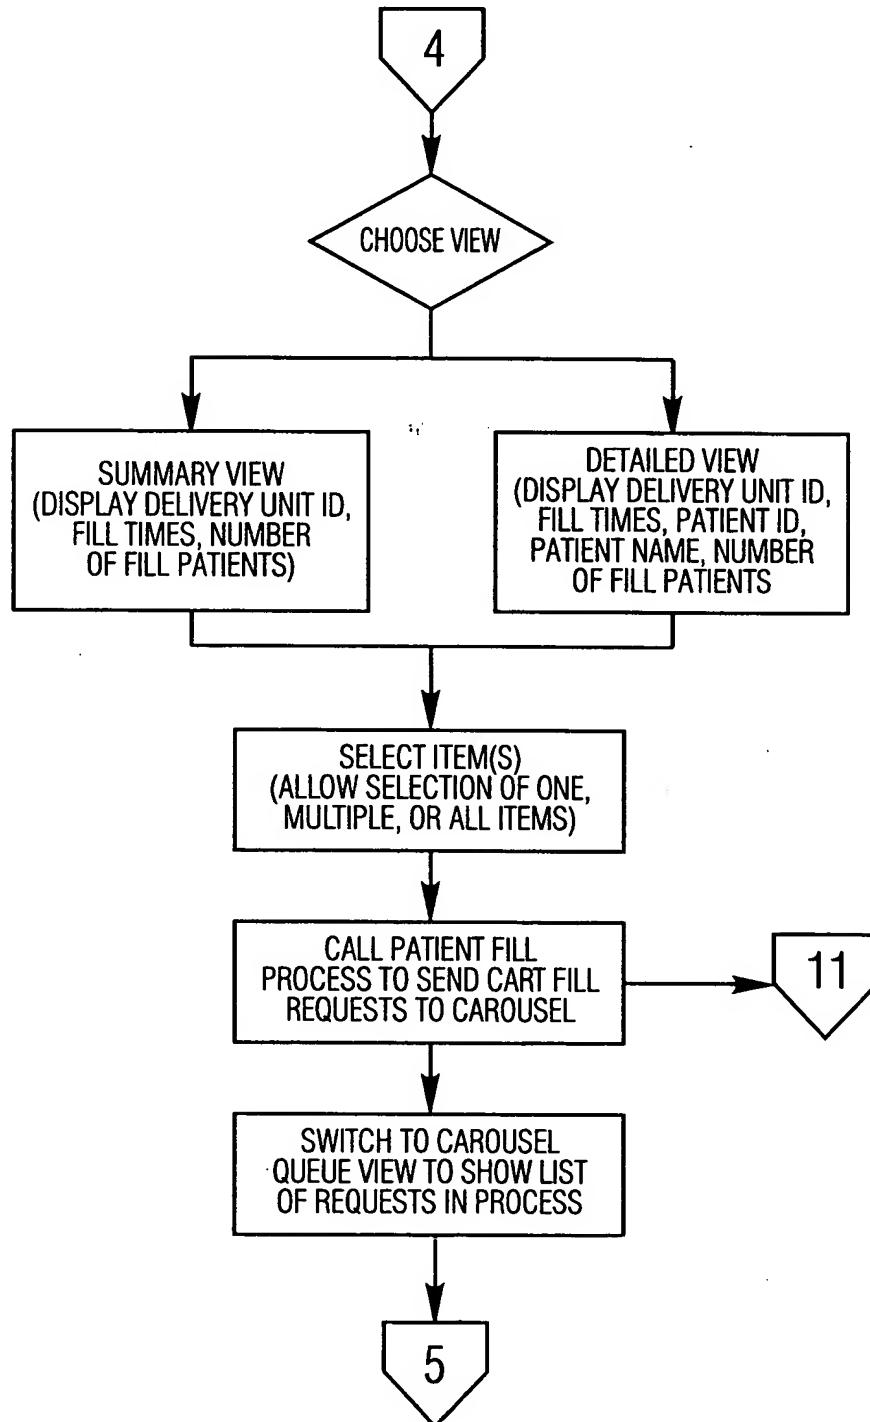 4
CHOOSE VIEW
SUMMARY VIEW
(DISPLAY DELIVERY UNIT ID,
FILL TIMES, NUMBER
OF FILL PATIENTS)
DETAILED VIEW
(DISPLAY DELIVERY UNIT ID,
FILL TIMES, PATIENT ID,
PATIENT NAME, NUMBER
OF FILL PATIENTS
SELECT ITEM(S)
(ALLOW SELECTION OF ONE,
MULTIPLE, OR ALL ITEMS)
CALL PATIENT FILL
PROCESS TO SEND CART FILL
REQUESTS TO CAROUSEL
11
SWITCH TO CAROUSEL
QUEUE VIEW TO SHOW LIST
OF REQUESTS IN PROCESS
5